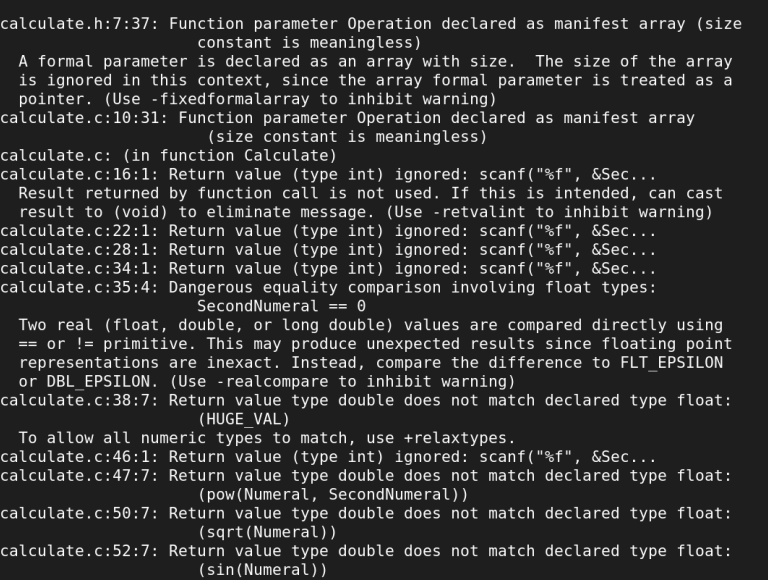 calculate.h:7:37: Function parameter Operation declared as manifest array (size
constant is meaningless)
A formal parameter is declared as an array with size.  The size of the array
is ignored in this context, since the array formal parameter is treated as a
pointer. (Use -fixedformalarray to inhibit warning)
calculate.c:10:31: Function parameter Operation declared as manifest array
(size constant is meaningless)
calculate.c: (in function Calculate)
calculate.c:16:1: Return value (type int) ignored: scanf("%f", &Sec...
Result returned by function call is not used. If this is intended, can cast
result to (void) to eliminate message. (Use -retvalint to inhibit warning)
calculate.c:22:1: Return value (type int) ignored: scanf("%f", &Sec...
calculate.c:28:1: Return value (type int) ignored: scanf("%f", &Sec...
calculate.c:34:1: Return value (type int) ignored: scanf("%f", &Sec...
calculate.c:35:4: Dangerous equality comparison involving float types:
SecondNumeral == 0
Two real (float, double, or long double) values are compared directly using
== or != primitive. This may produce unexpected results since floating point
representations are inexact. Instead, compare the difference to FLT_EPSILON
or DBL_EPSILON. (Use -realcompare to inhibit warning)
calculate.c:38:7: Return value type double does not match declared type float:
(HUGE_VAL)
To allow all numeric types to match, use +relaxtypes.
calculate.c:46:1: Return value (type int) ignored: scanf("%f", &Sec...
calculate.c:47:7: Return value type double does not match declared type float:
(pow(Numeral, SecondNumeral))
calculate.c:50:7: Return value type double does not match declared type float:
(sqrt(Numeral))
calculate.c:52:7: Return value type double does not match declared type float:
(sin(Numeral))